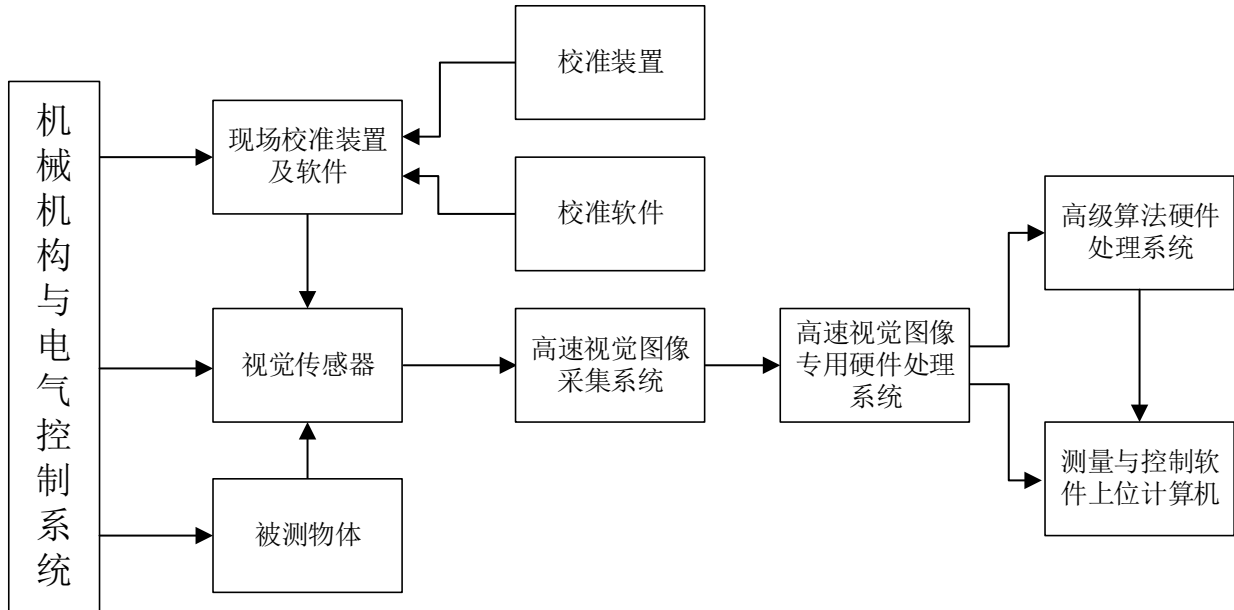 机
械
机
构
与
电
气
控
制
系
统
现场校准装置
及软件
校准装置
校准软件
视觉传感器
被测物体
高速视觉图像
采集系统
高速视觉图像
专用硬件处理
系统
高级算法硬件
处理系统
测量与控制软
件上位计算机